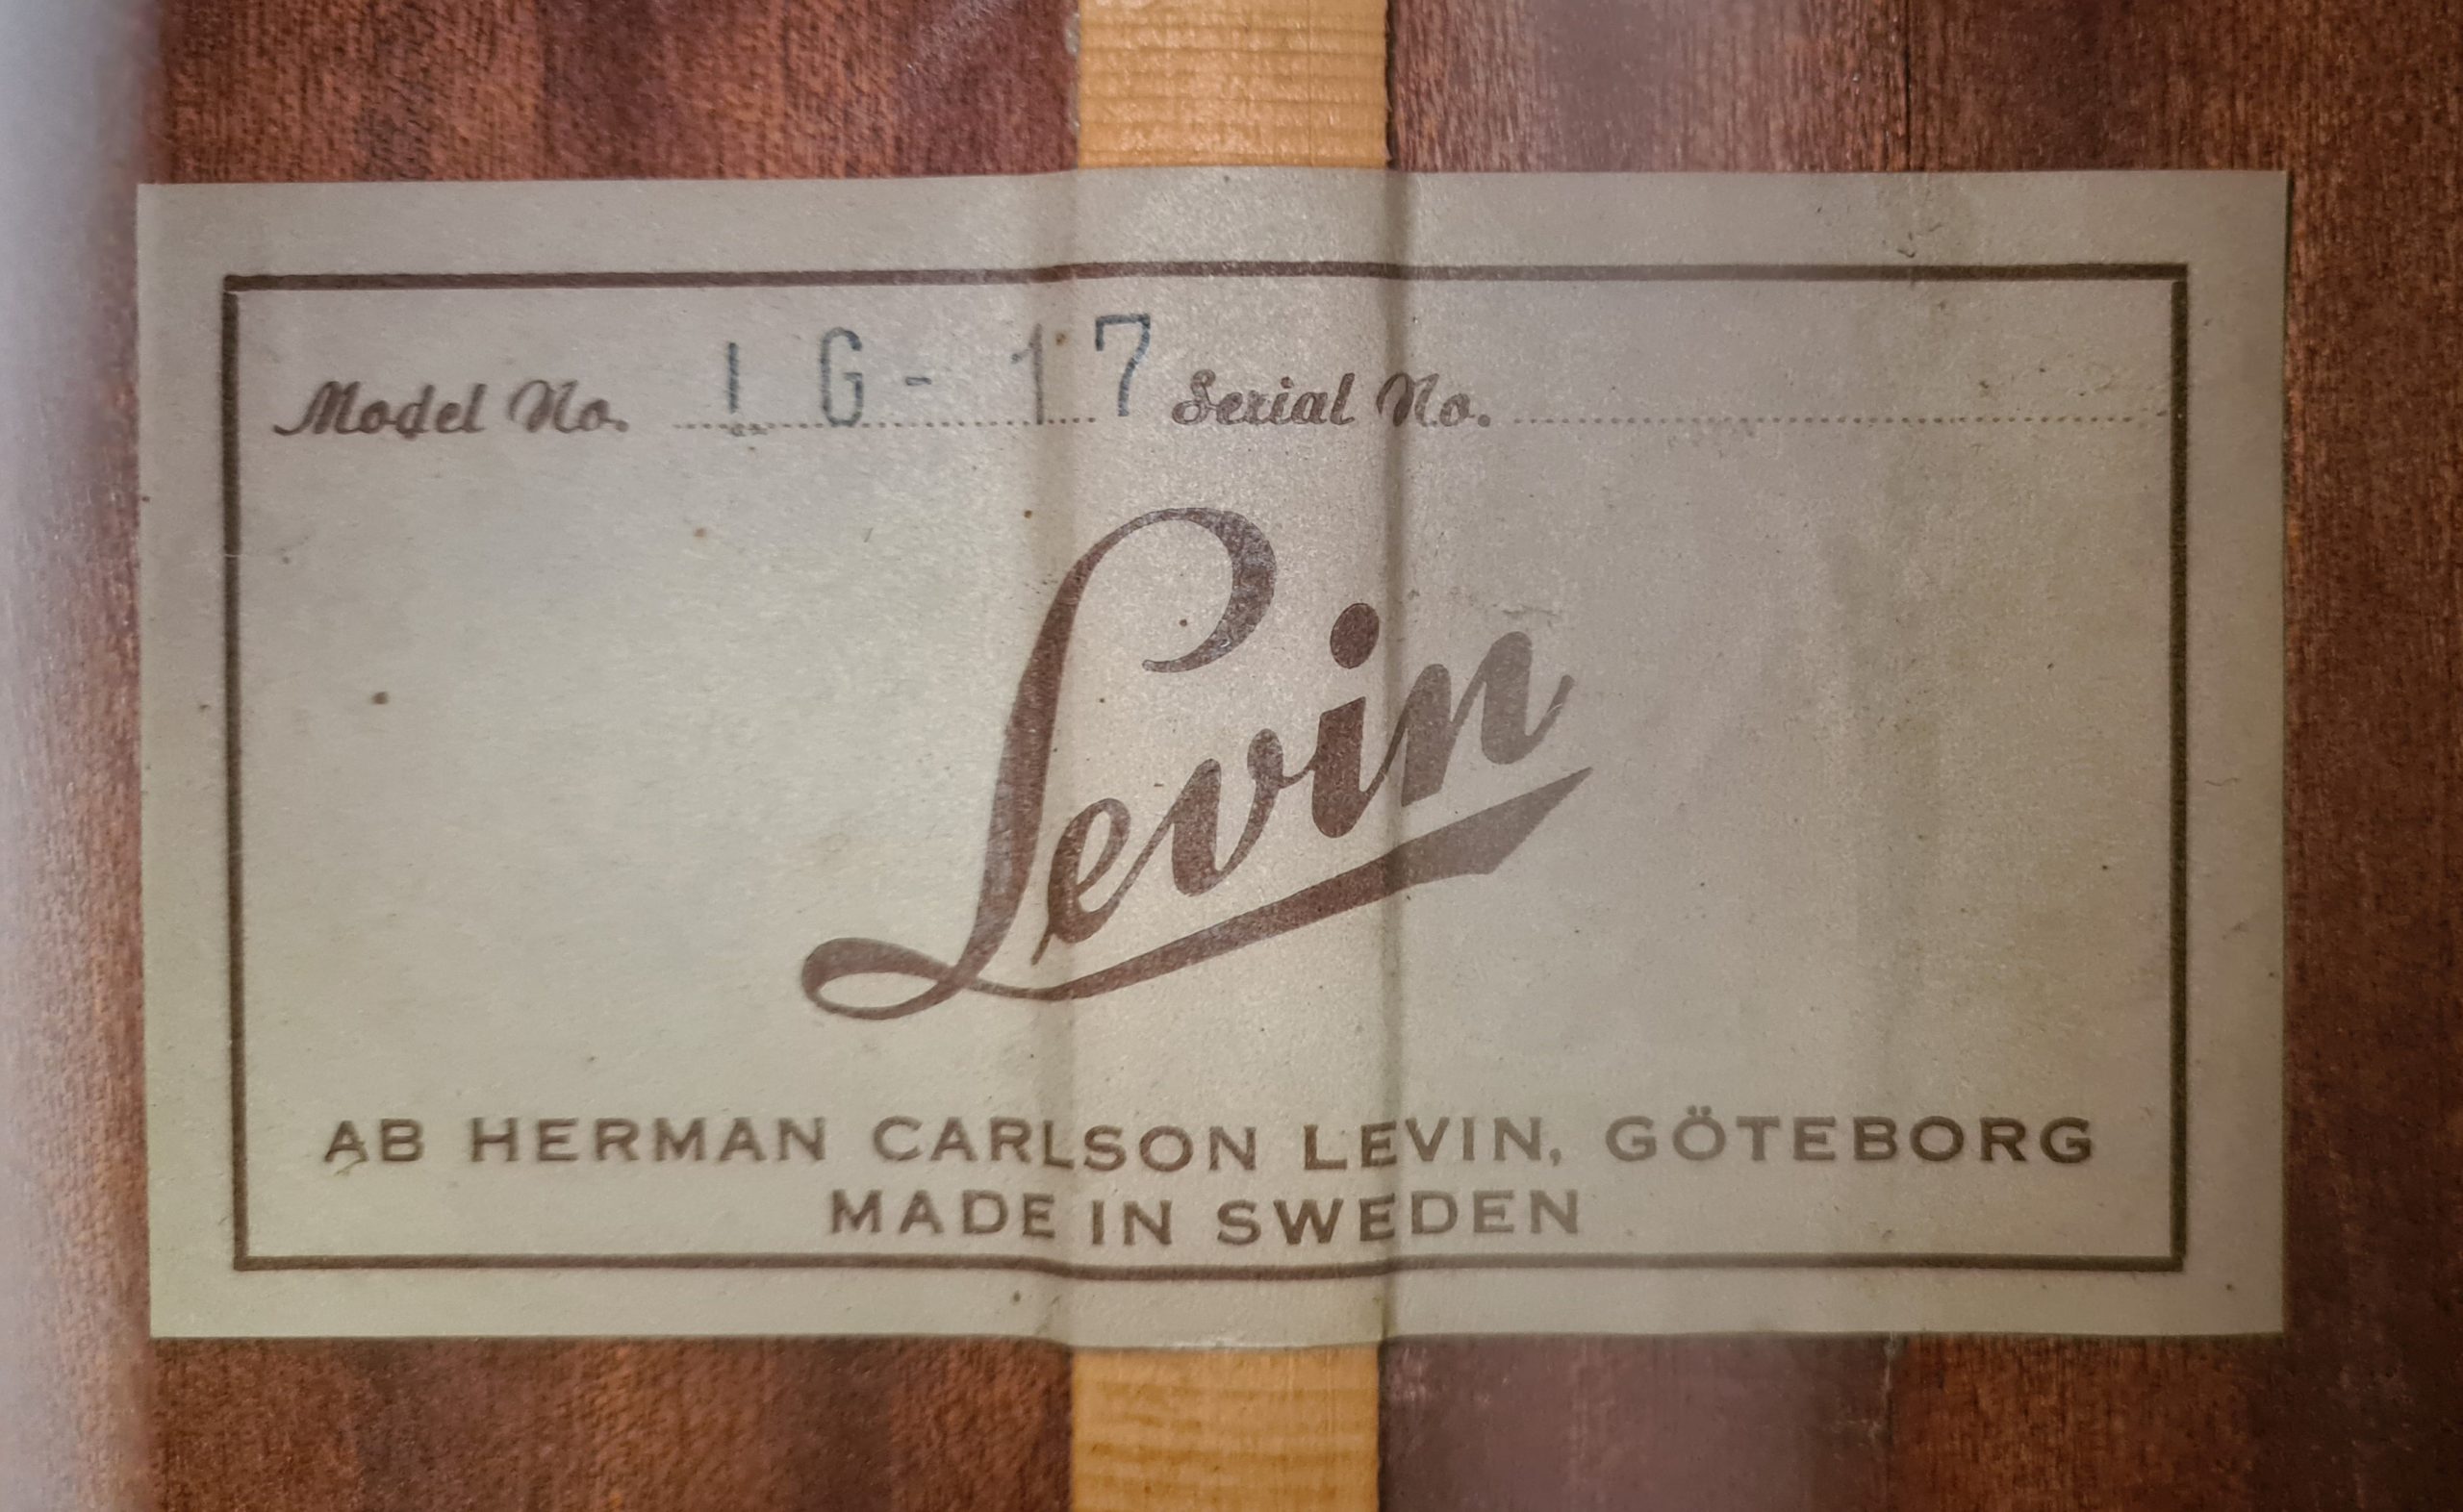 Model No. LG-17 Serial No.
Levin
AB HERMAN CARLSON LEVIN, GÖTEBORG
MADE IN SWEDEN